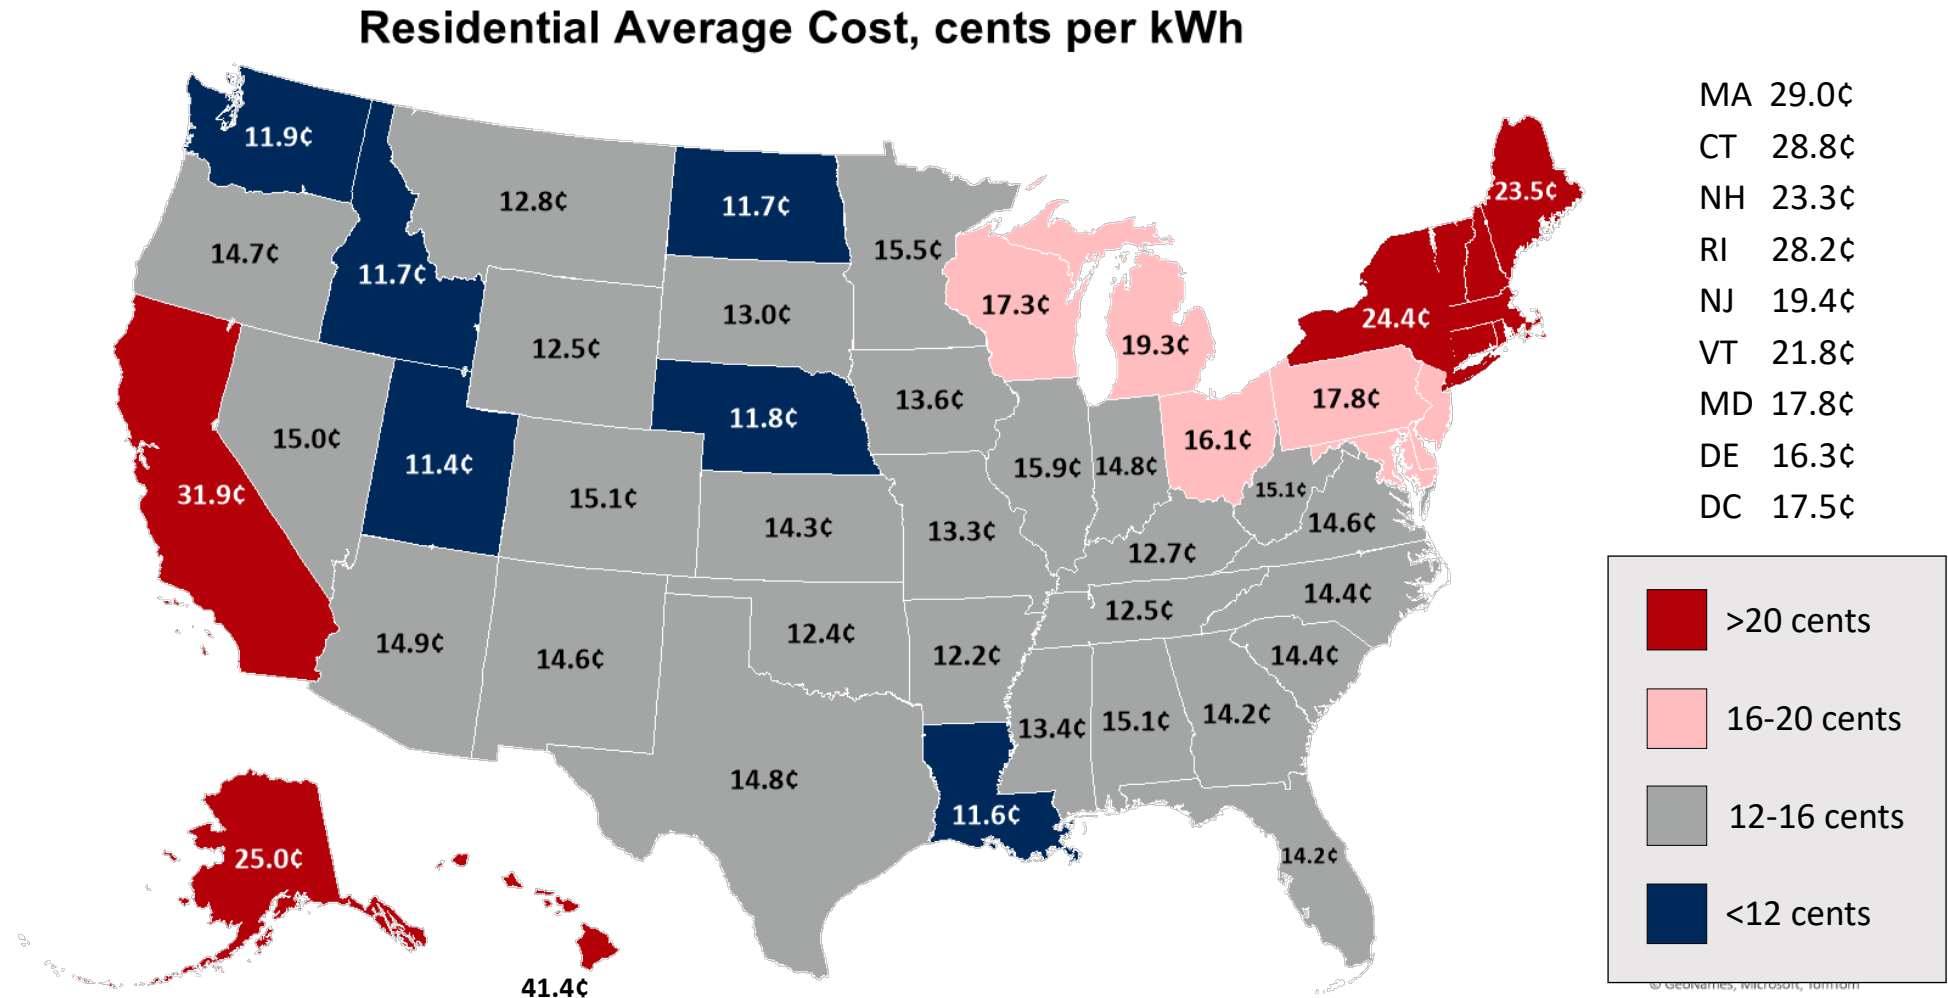 Residential Average Cost, cents per kWh
11.9¢
12.8¢
11.7¢
14.7¢
11.7¢
15.5¢
23.5¢
13.0¢
17.3¢
24.4¢
12.5¢
19.3¢
13.6¢
17.8¢
11.8¢
15.0¢
11.4¢
16.1¢
31.9¢
15.1¢
15.9¢
14.8¢
15.1¢
14.3¢
13.3¢
14.6¢
12.7¢
14.4¢
12.5¢
14.9¢
14.6¢
12.4¢
12.2¢
14.4¢
13.4¢
15.1¢
14.2¢
14.8¢
11.6¢
14.2¢
25.0¢
41.4¢
MA 29.0¢
CT 28.8¢
NH 23.3¢
RI 28.2¢
NJ 19.4¢
VT 21.8¢
MD 17.8¢
DE 16.3¢
DC 17.5¢
>20 cents
16-20 cents
12-16 cents
<12 cents
© GeoNames, Microsoft, TomTom